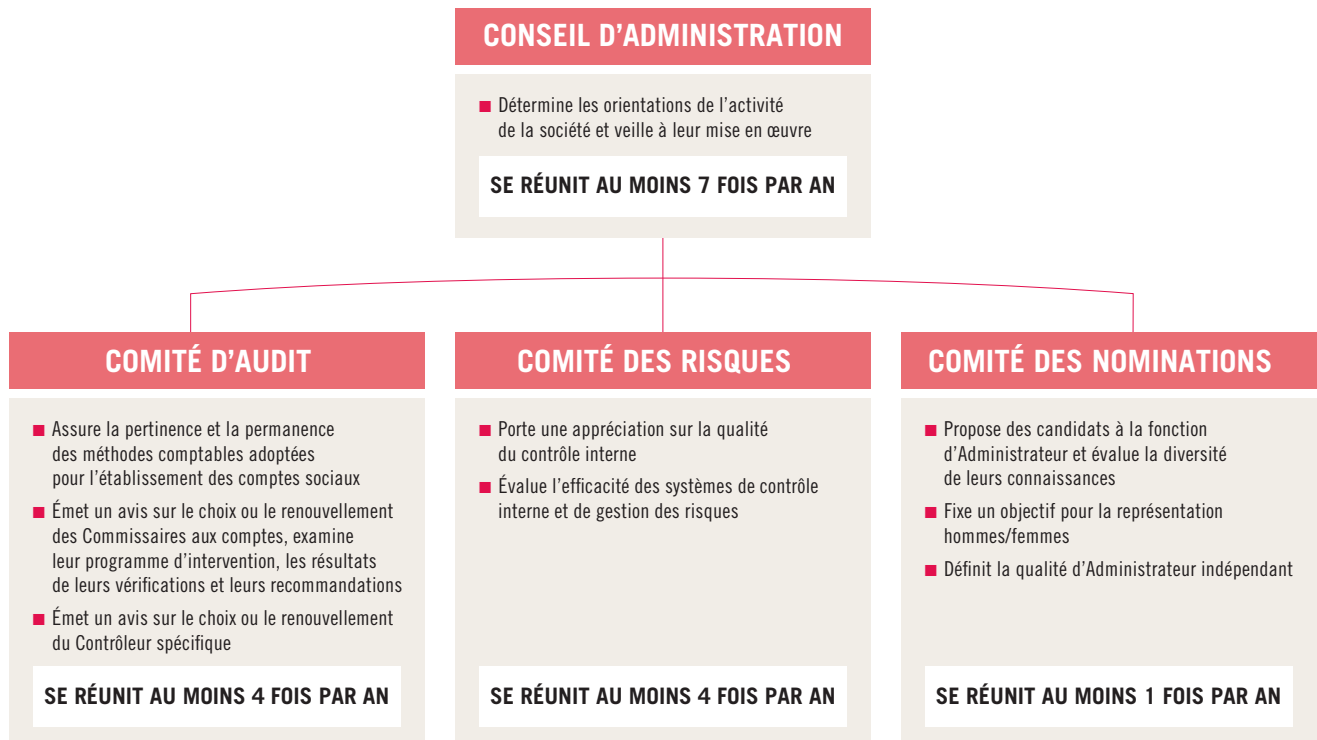 CONSEIL D’ADMINISTRATION
■ Détermine les orientations de l’activité
de la société et veille à leur mise en œuvre
SE RÉUNIT AU MOINS 7 FOIS PAR AN
COMITÉ D’AUDIT
■ Assure la pertinence et la permanence
des méthodes comptables adoptées
pour l’établissement des comptes sociaux
■ Émet un avis sur le choix ou le renouvellement
des Commissaires aux comptes, examine
leur programme d’intervention, les résultats
de leurs vérifications et leurs recommandations
■ Émet un avis sur le choix ou le renouvellement
du Contrôleur spécifique
SE RÉUNIT AU MOINS 4 FOIS PAR AN
COMITÉ DES RISQUES
■ Porte une appréciation sur la qualité
du contrôle interne
■ Évalue l’efficacité des systèmes de contrôle
interne et de gestion des risques
SE RÉUNIT AU MOINS 4 FOIS PAR AN
COMITÉ DES NOMINATIONS
■ Propose des candidats à la fonction
d’Administrateur et évalue la diversité
de leurs connaissances
■ Fixe un objectif pour la représentation
hommes/femmes
■ Définit la qualité d’Administrateur indépendant
SE RÉUNIT AU MOINS 1 FOIS PAR AN